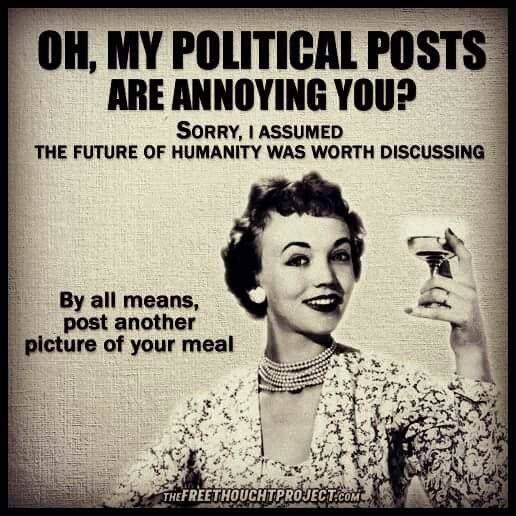 OH, MY POLITICAL POSTS
ARE ANNOYING YOU?
SORRY, I ASSUMED
THE FUTURE OF HUMANITY WAS WORTH DISCUSSING
By all means,
post another
picture of your meal
THEFREETHOUGHTPROJECT.COM